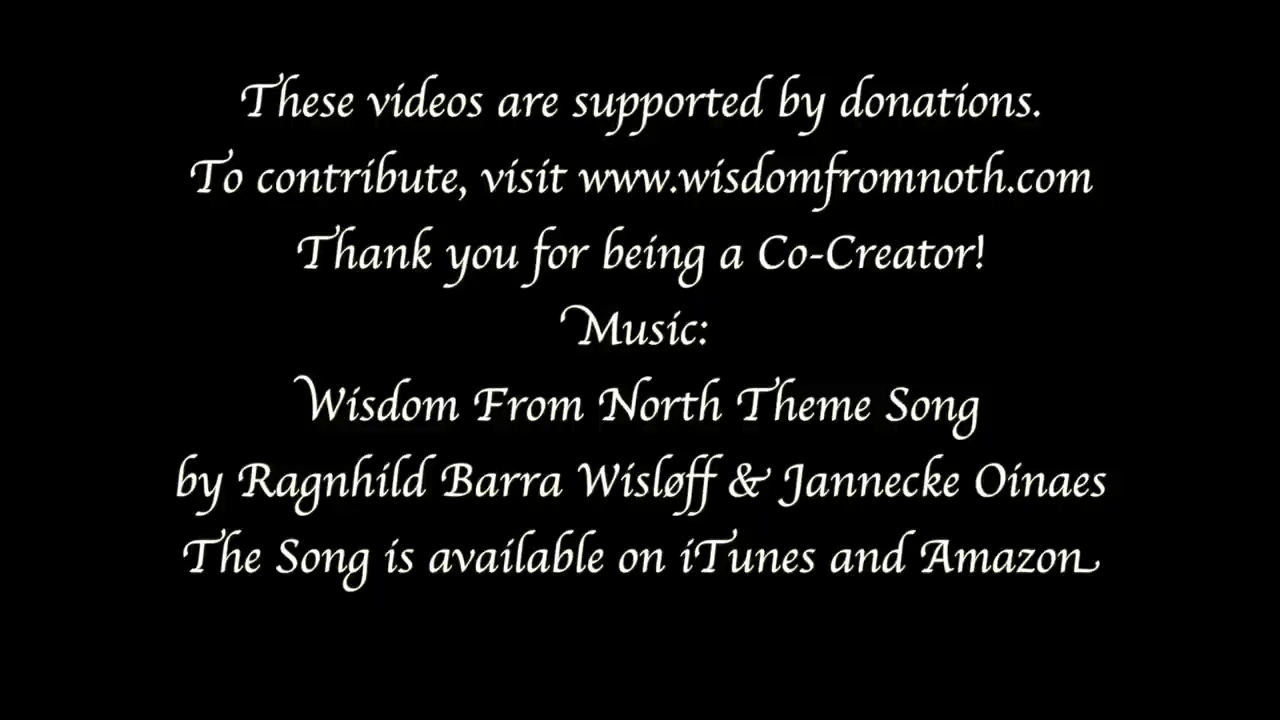 These videos are supported by donations.
To contribute, visit www.wisdomfromnoth.com
Thank you for being a Co-Creator!
Music:
Wisdom From North Theme Song
by Ragnhild Barra Wisløff & Jannecke Oinaes
The Song is available on iTunes and Amazon